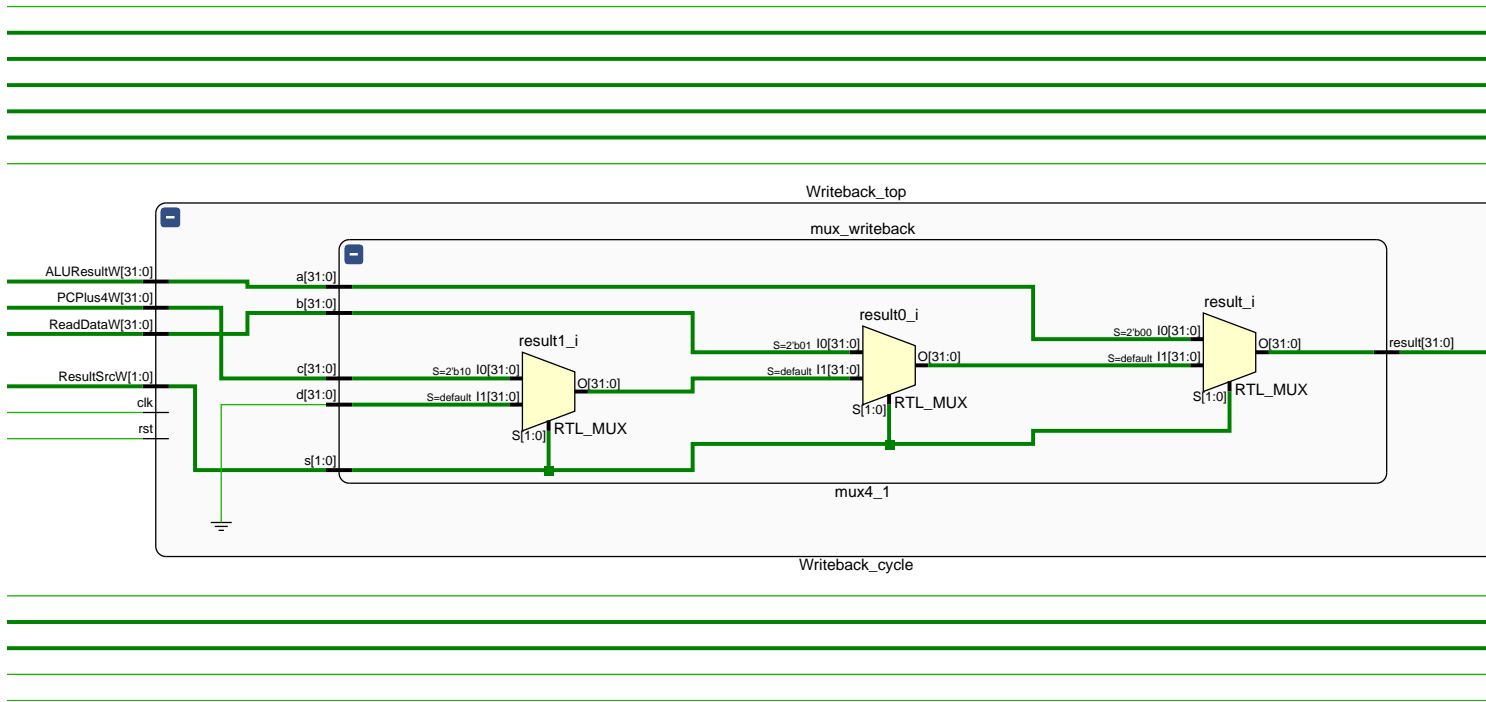 Writeback_top
mux_writeback
ALUResultW[31:0]
a[31:0]
PCPlus4W[31:0]
b[31:0]
result_i
result0_i
ReadDataW[31:0]
S=2'b00 I0[31:0]
result1_i
S=2'b01 I0[31:0]
O[31:0]
result[31:0]
O[31:0]
S=default I1[31:0]
c[31:0]
S=2'b10 I0[31:0]
S=default I1[31:0]
ResultSrcW[1:0]
O[31:0]
RTL_MUX
d[31:0]
S=default I1[31:0]
S[1:0]
clk
S[1:0]
RTL_MUX
rst
S[1:0]
RTL_MUX
s[1:0]
mux4_1
Writeback_cycle